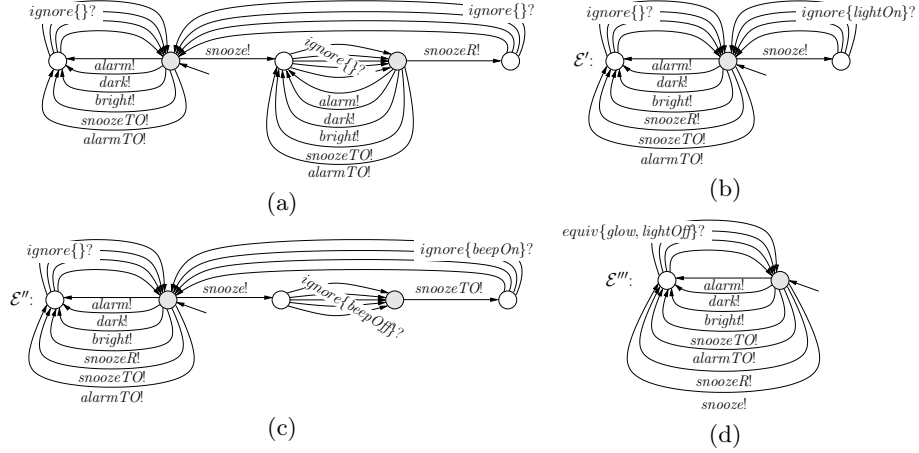 ignore{}?
snooze!
alarm!
dark!
bright!
snoozeTO!
alarmTO!
ignore{}?
alarm!
dark!
bright!
snoozeTO!
alarmTO!
snoozeR!
ignore{}?
(a)
ℰ′:
ignore{}?
snooze!
ignore{lightOn}?
alarm!
dark!
bright!
snoozeR!
snoozeTO!
alarmTO!
(b)
ℰ″:
ignore{}?
snooze!
alarm!
dark!
bright!
snoozeR!
snoozeTO!
alarmTO!
ignore{beepOff}?
snoozeTO!
ignore{beepOn}?
(c)
ℰ‴:
equiv{glow, lightOff}?
alarm!
dark!
bright!
snoozeTO!
alarmTO!
snoozeR!
snooze!
(d)